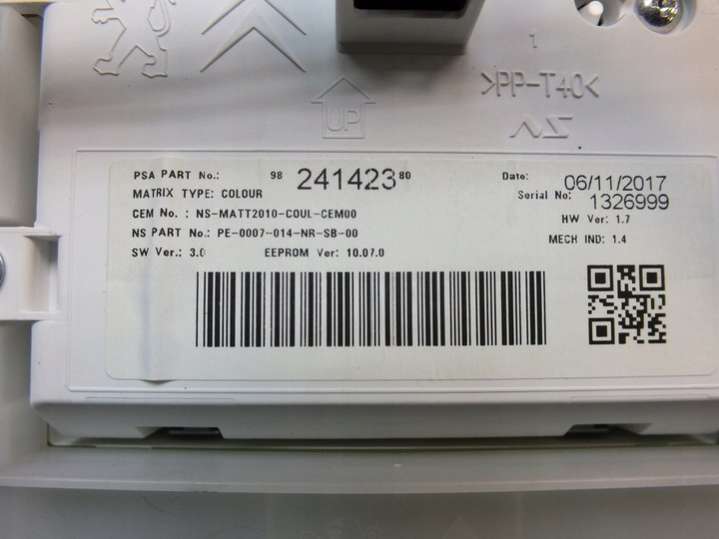 1
>PP-T40<
UP
NS
PSA PART No.: 98 241423 80
MATRIX TYPE: COLOUR
CEM No.: NS-MATT2010-COUL-CEM00
NS PART No.: PE-0007-014-NR-SB-00
SW Ver.: 3.0 EEPROM Ver: 10.07.0
Date: 06/11/2017
Serial No: 1326999
HW Ver: 1.7
MECH IND: 1.4